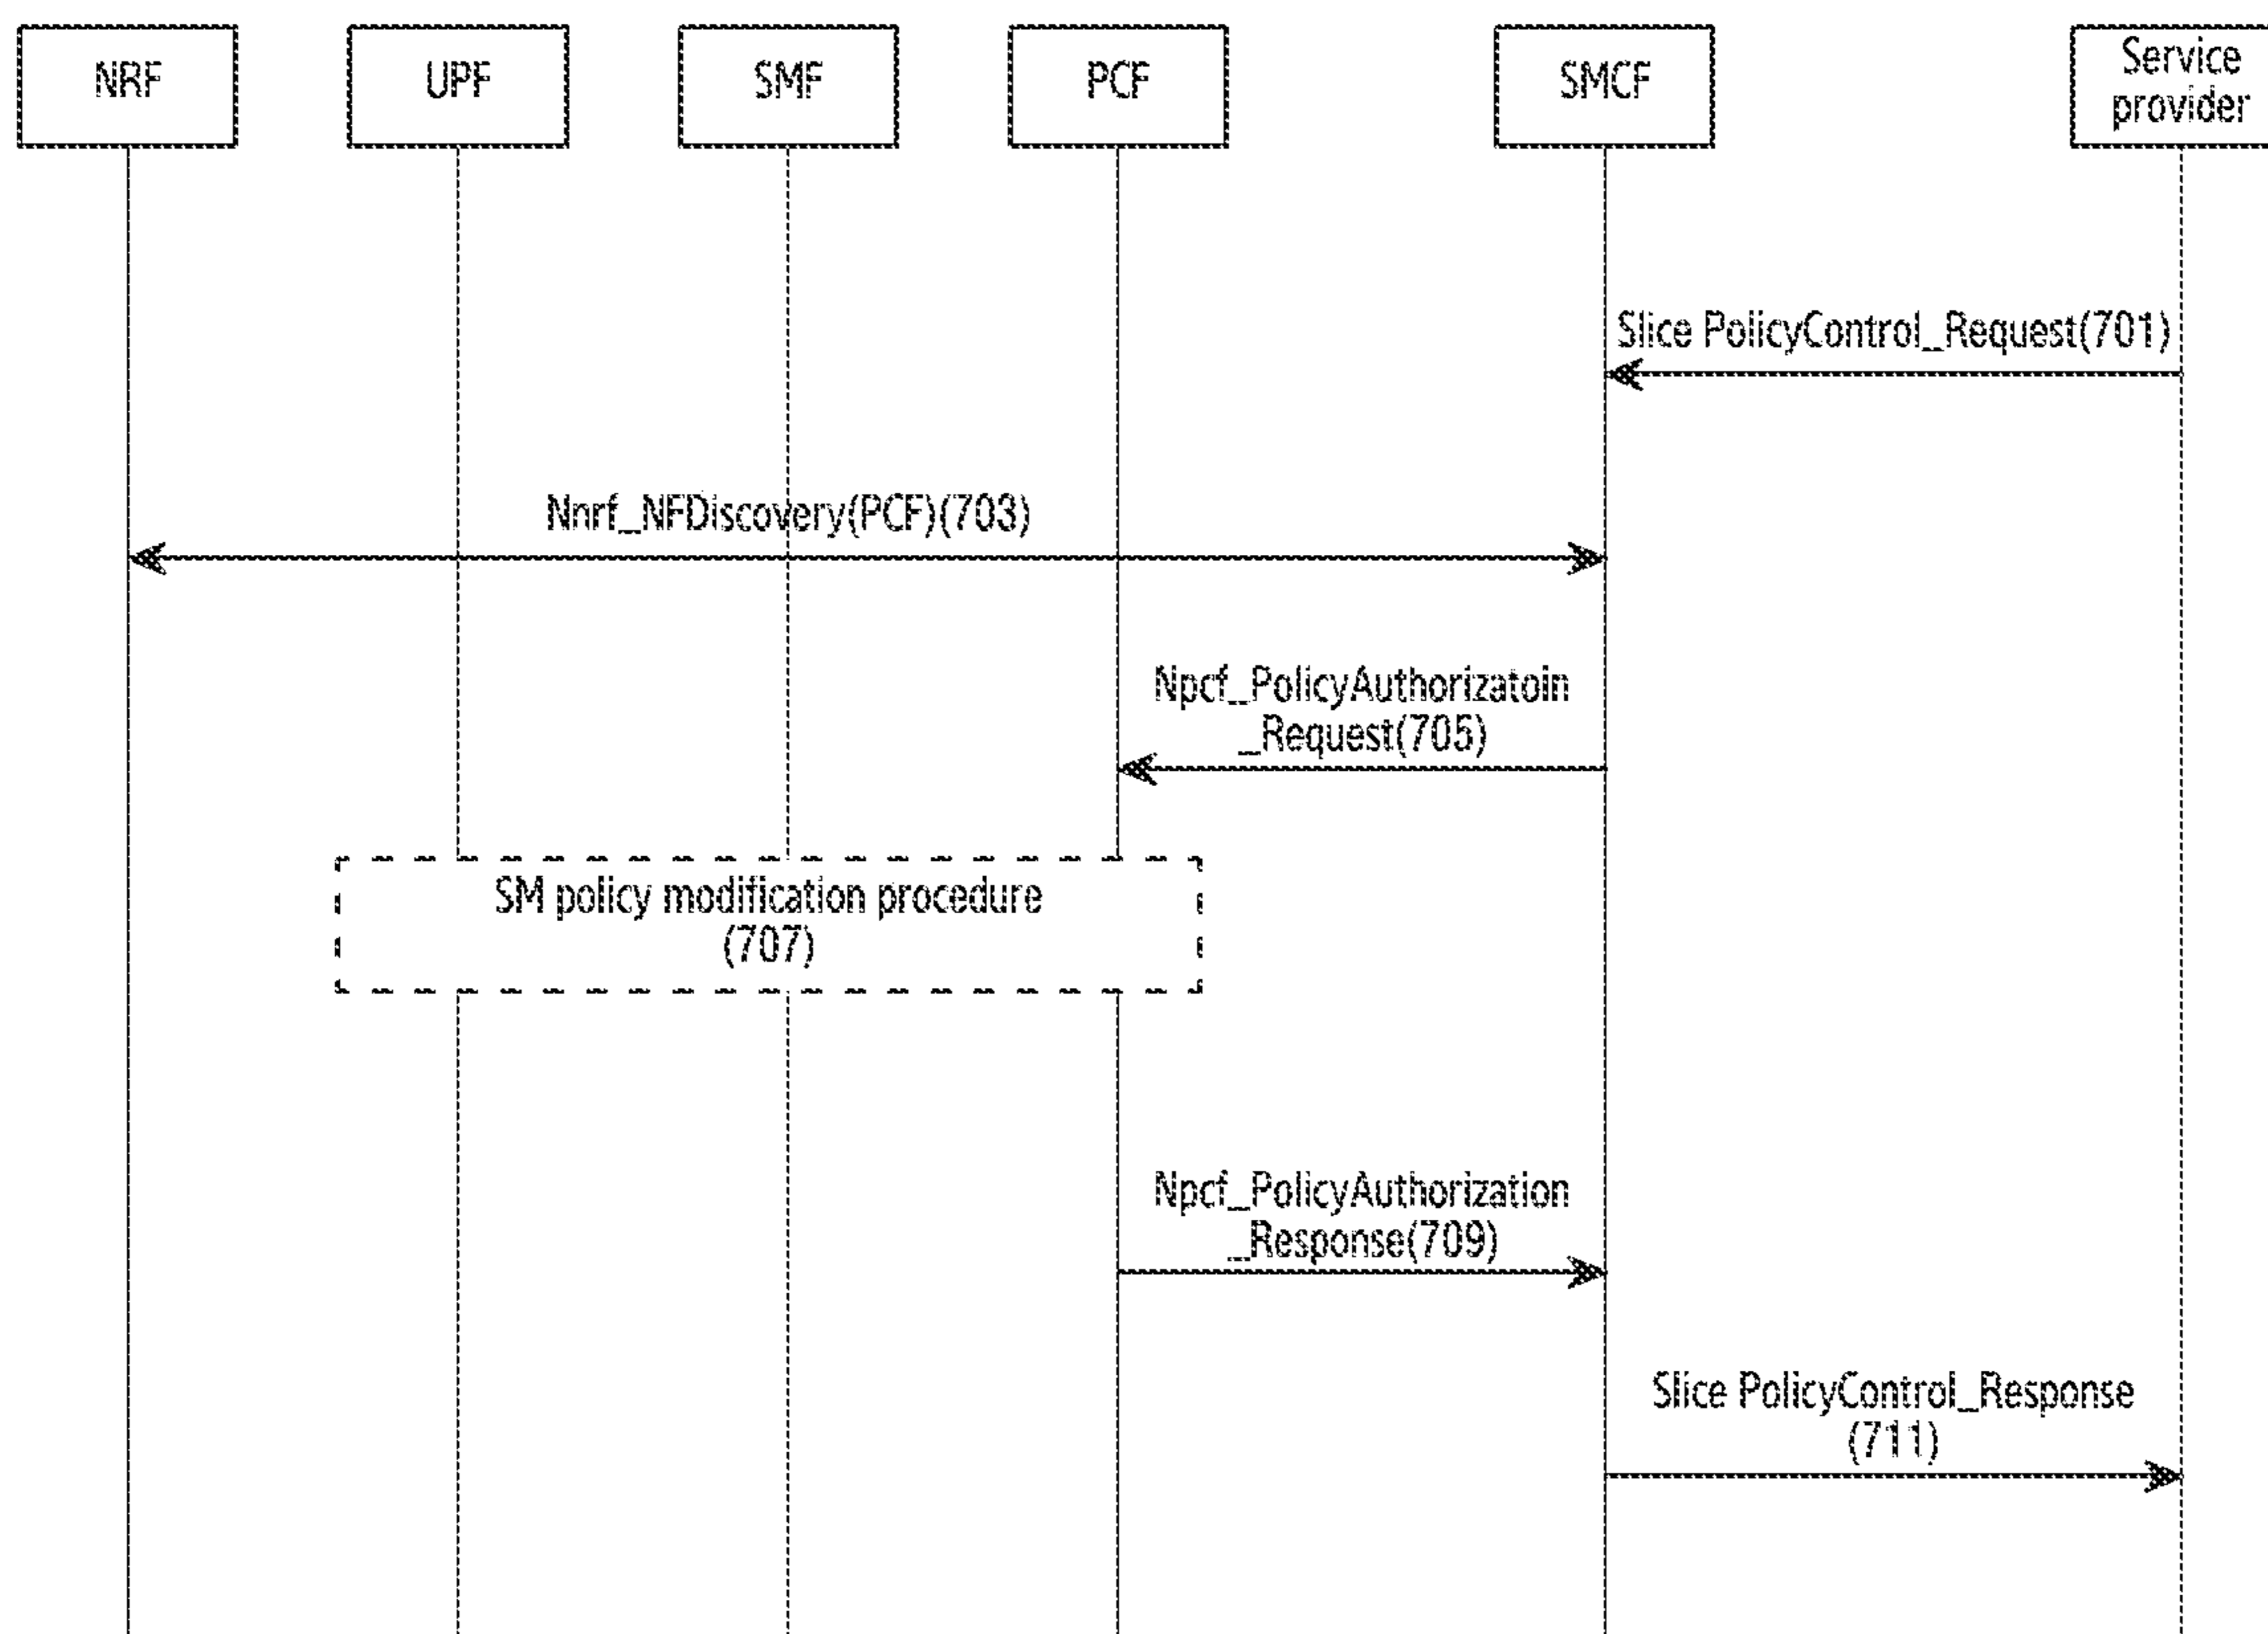 NRF
UPF
SMF
PCF
SMCF
Service
provider
Slice PolicyControl_Request(701)
Nnrf_NFDiscovery(PCF)(703)
Npcf_PolicyAuthorizatoin
_Request(705)
SM policy modification procedure
(707)
Npcf_PolicyAuthorization
_Response(709)
Slice PolicyControl_Response
(711)